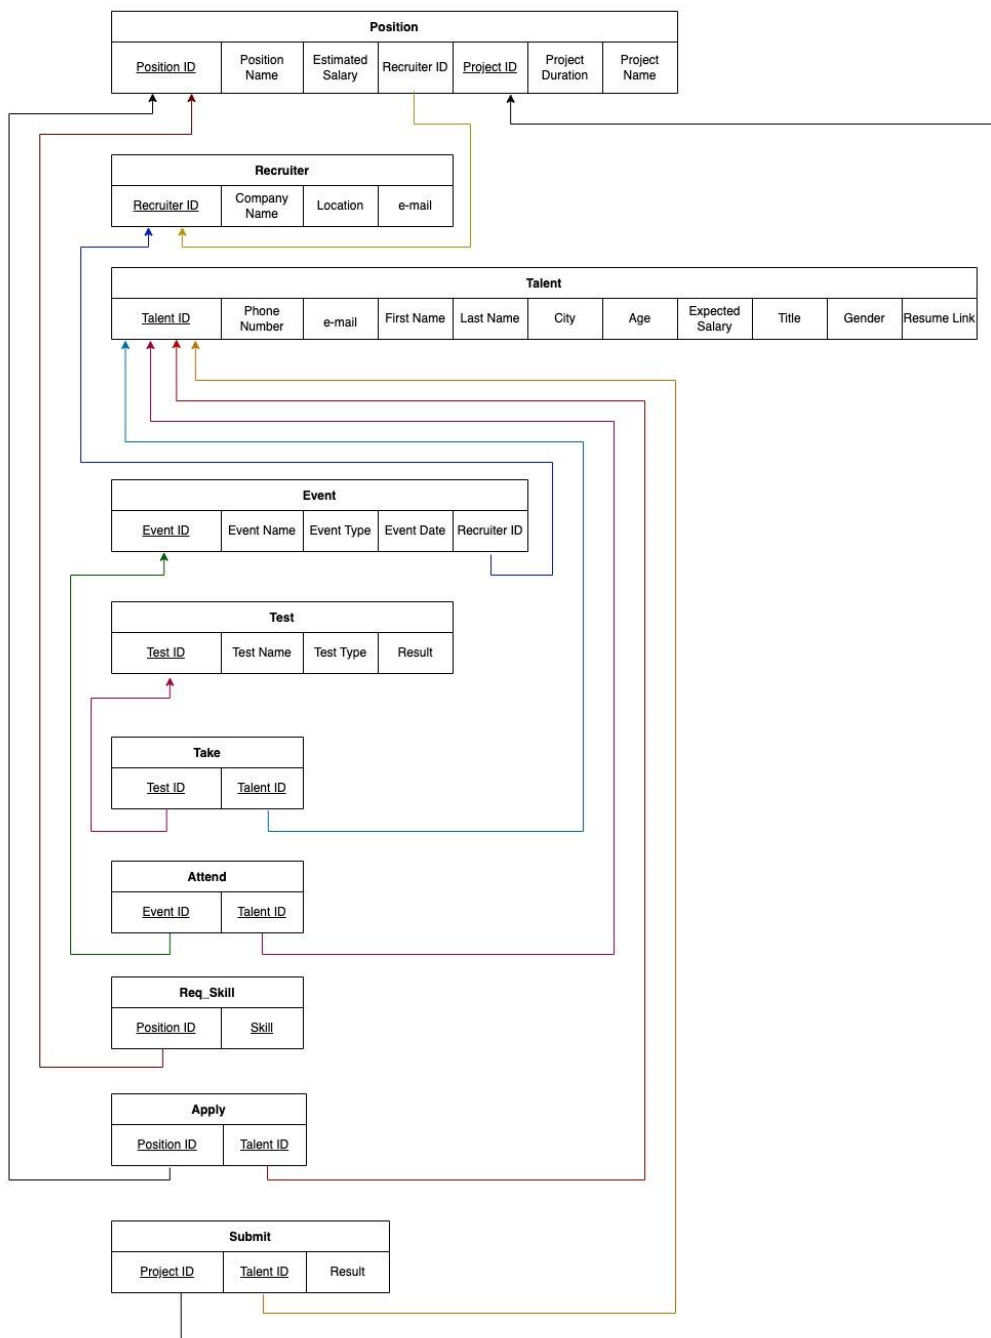 Position
Position ID
Position
Name
Estimated
Salary
Recruiter ID
Project ID
Project
Duration
Project
Name
Recruiter
Recruiter ID
Company
Name
Location
e-mail
Talent
Talent ID
Phone
Number
e-mail
First Name
Last Name
City
Age
Expected
Salary
Title
Gender
Resume Link
Event
Event ID
Event Name
Event Type
Event Date
Recruiter ID
Test
Test ID
Test Name
Test Type
Result
Take
Test ID
Talent ID
Attend
Event ID
Talent ID
Req_Skill
Position ID
Skill
Apply
Position ID
Talent ID
Submit
Project ID
Talent ID
Result